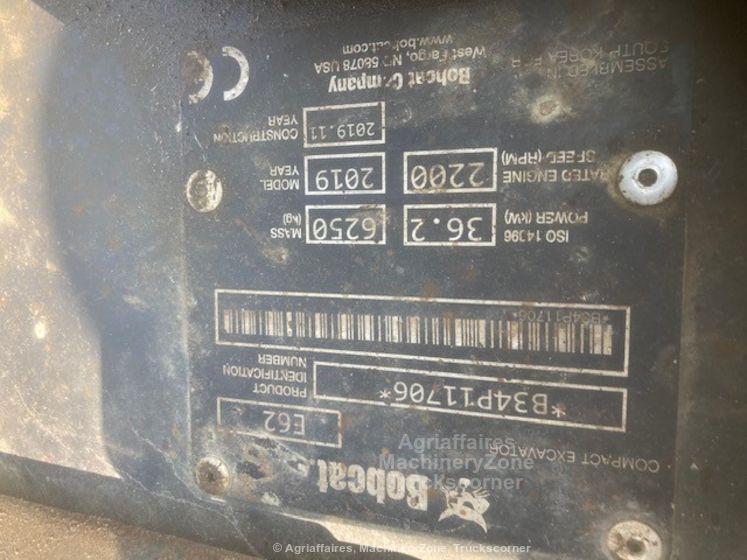 Bobcat.
COMPACT EXCAVATOR
E62
PRODUCT
IDENTIFICATION
NUMBER
*B34P11706*
*B34P11706*
ISO 14396
POWER (kW)
36.2
MASS
(kg)
6250
RATED ENGINE
SPEED (RPM)
2200
MODEL
YEAR
2019
CONSTRUCTION
YEAR
2019.11
Bobcat Company
West Fargo, ND 58078 USA
www.bobcat.com
ASSEMBLED IN
SOUTH KOREA FOR
CE
Agriaffaires
MachineryZone
Truckscorner
© Agriaffaires, MachineryZone, Truckscorner